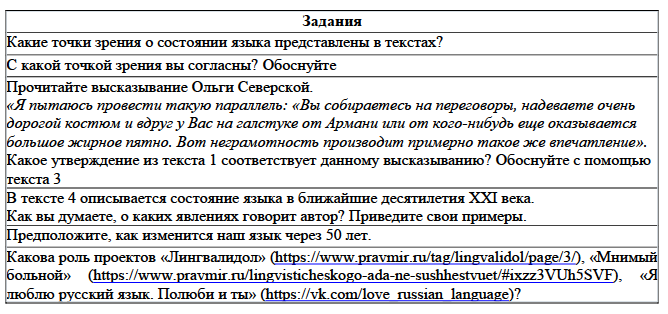 Задания
Какие точки зрения о состоянии языка представлены в текстах?
С какой точкой зрения вы согласны? Обоснуйте
Прочитайте высказывание Ольги Северской.
«Я пытаюсь провести такую параллель: «Вы собираетесь на переговоры, надеваете очень
дорогой костюм и вдруг у Вас на галстуке от Армани или от кого-нибудь еще оказывается
большое жирное пятно. Вот неграмотность производит примерно такое же впечатление».
Какое утверждение из текста 1 соответствует данному высказыванию? Обоснуйте с помощью
текста 3
В тексте 4 описывается состояние языка в ближайшие десятилетия XXI века.
Как вы думаете, о каких явлениях говорит автор? Приведите свои примеры.
Предположите, как изменится наш язык через 50 лет.
Какова роль проектов «Лингвалидол» (https://www.pravmir.ru/tag/lingvalidol/page/3/), «Мнимый
больной» (https://www.pravmir.ru/lingvisticheskogo-ada-ne-sushhestvuet/#ixzz3VUh5SVF), «Я
люблю русский язык. Полюби и ты» (https://vk.com/love_russian_language)?